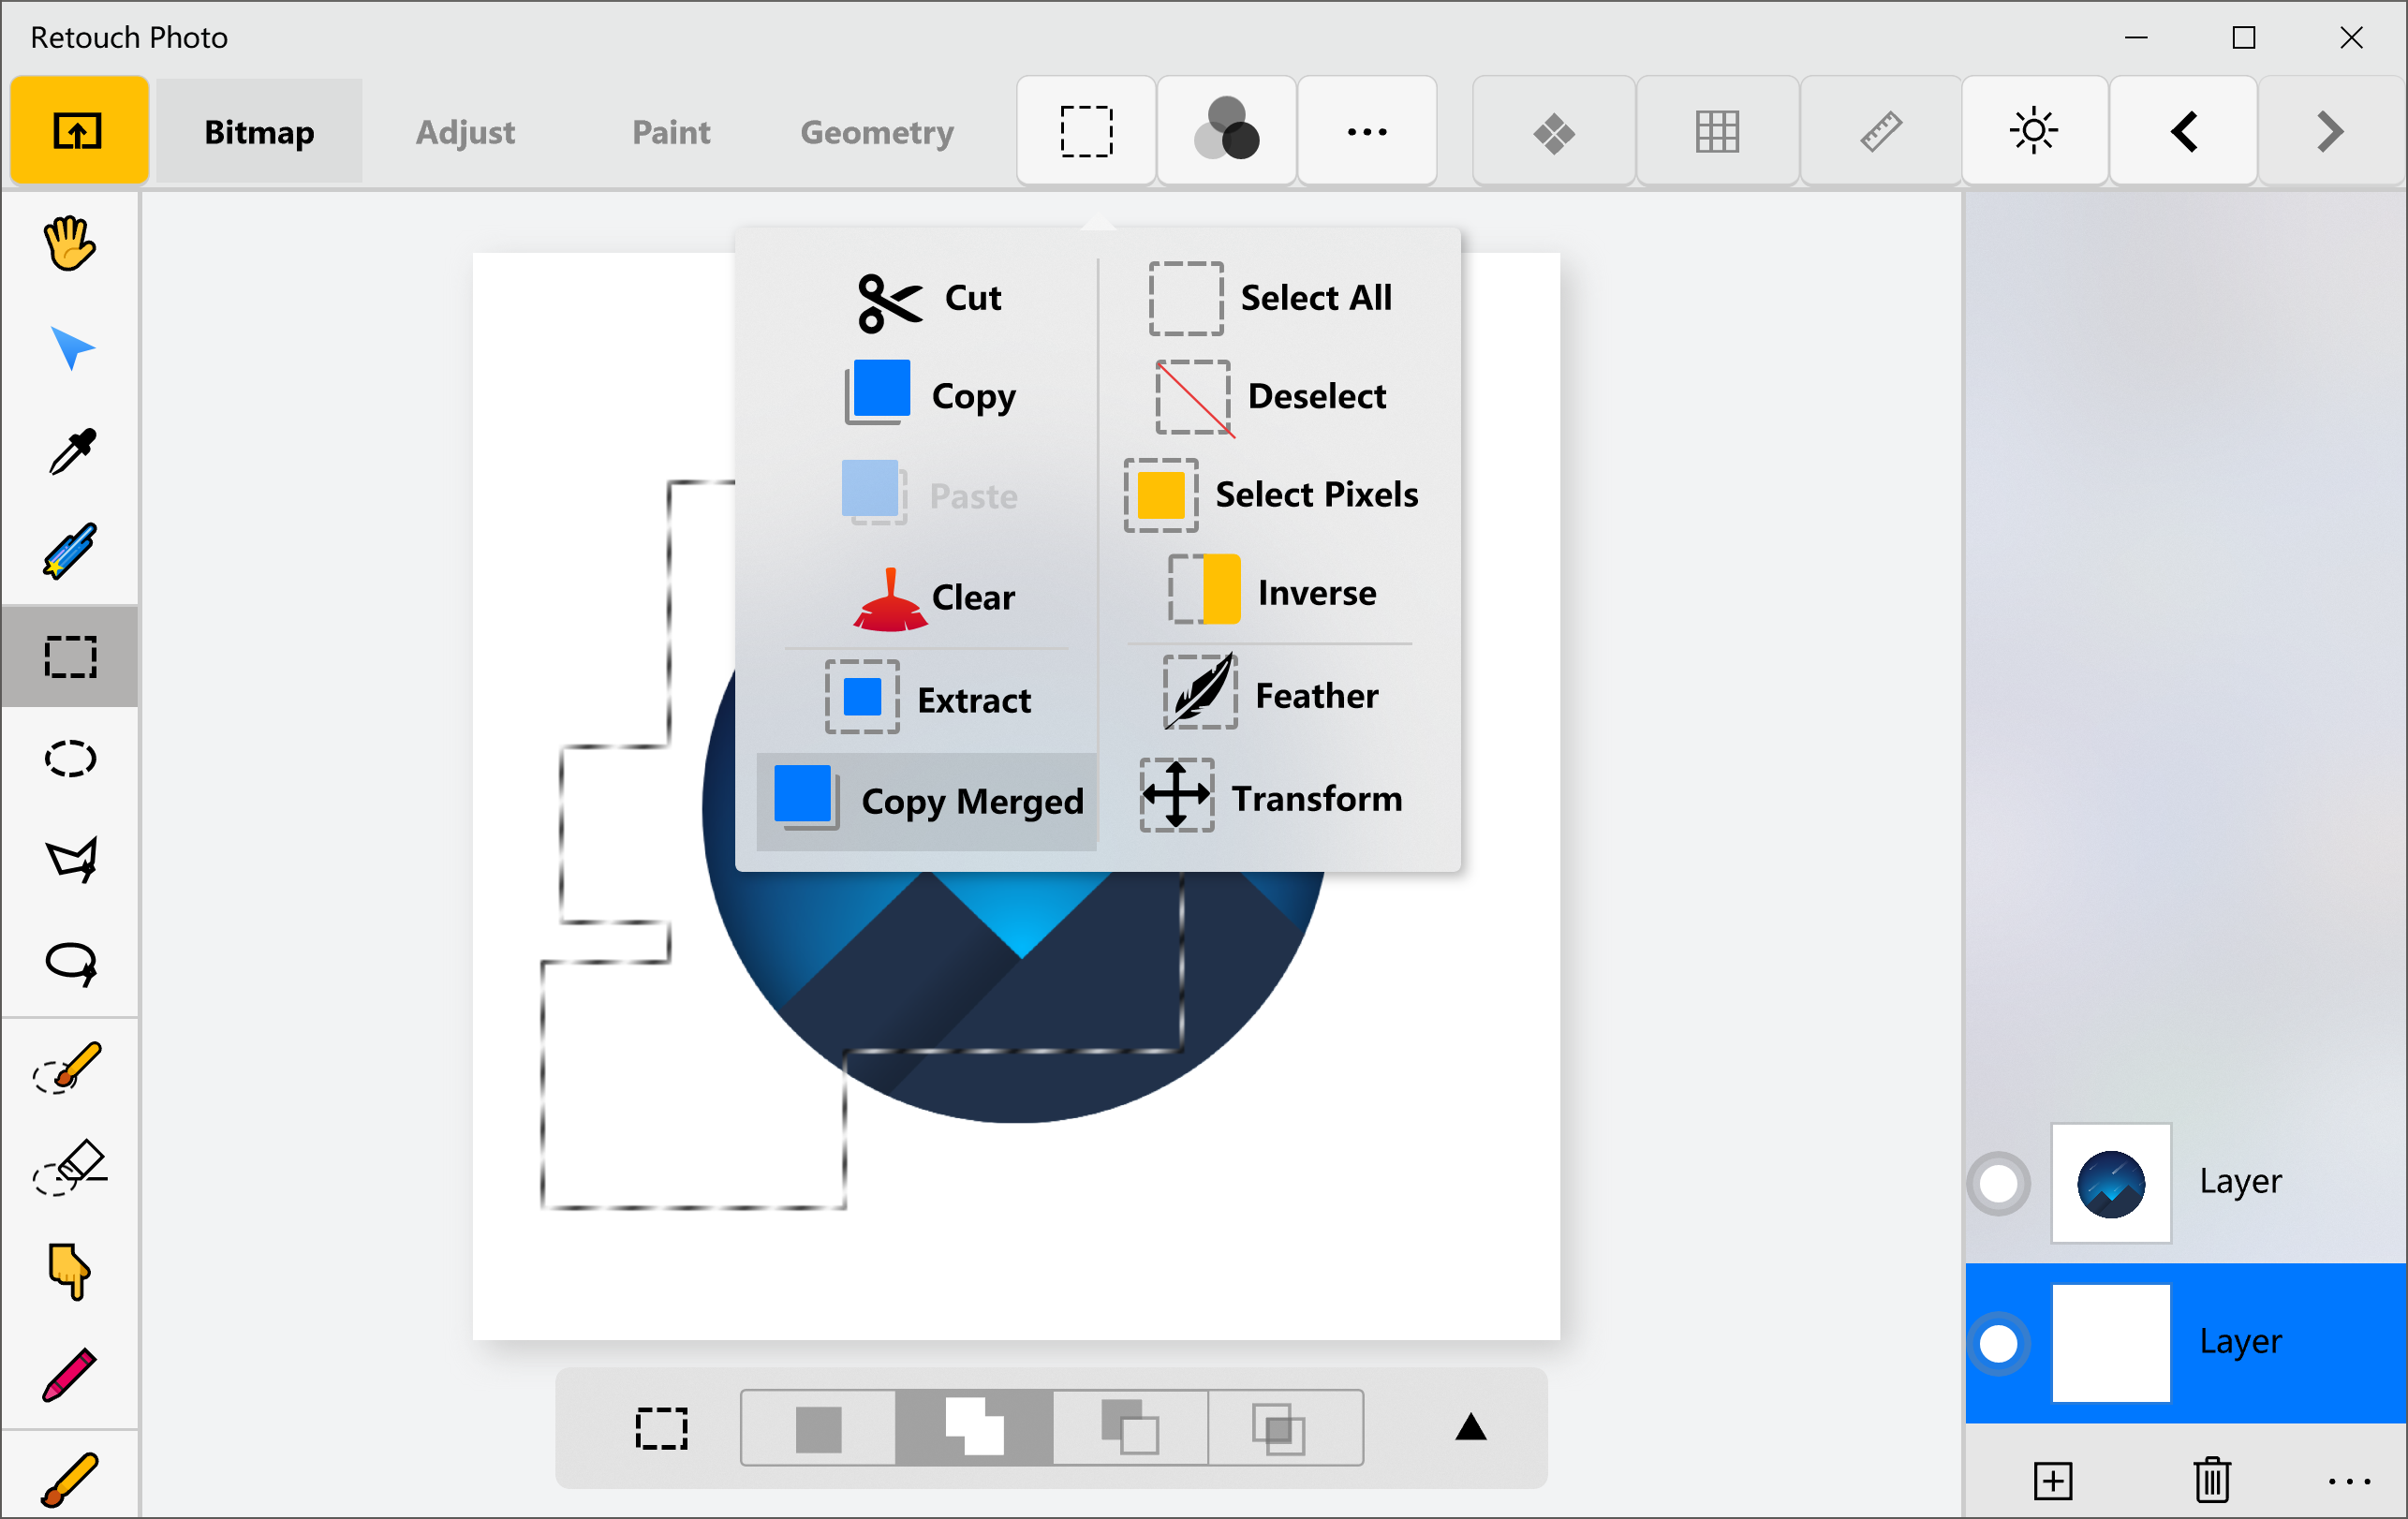 Retouch Photo
Bitmap Adjust Paint Geometry
Cut
Copy
Paste
Clear
Extract
Copy Merged
Select All
Deselect
Select Pixels
Inverse
Feather
Transform
Layer
Layer